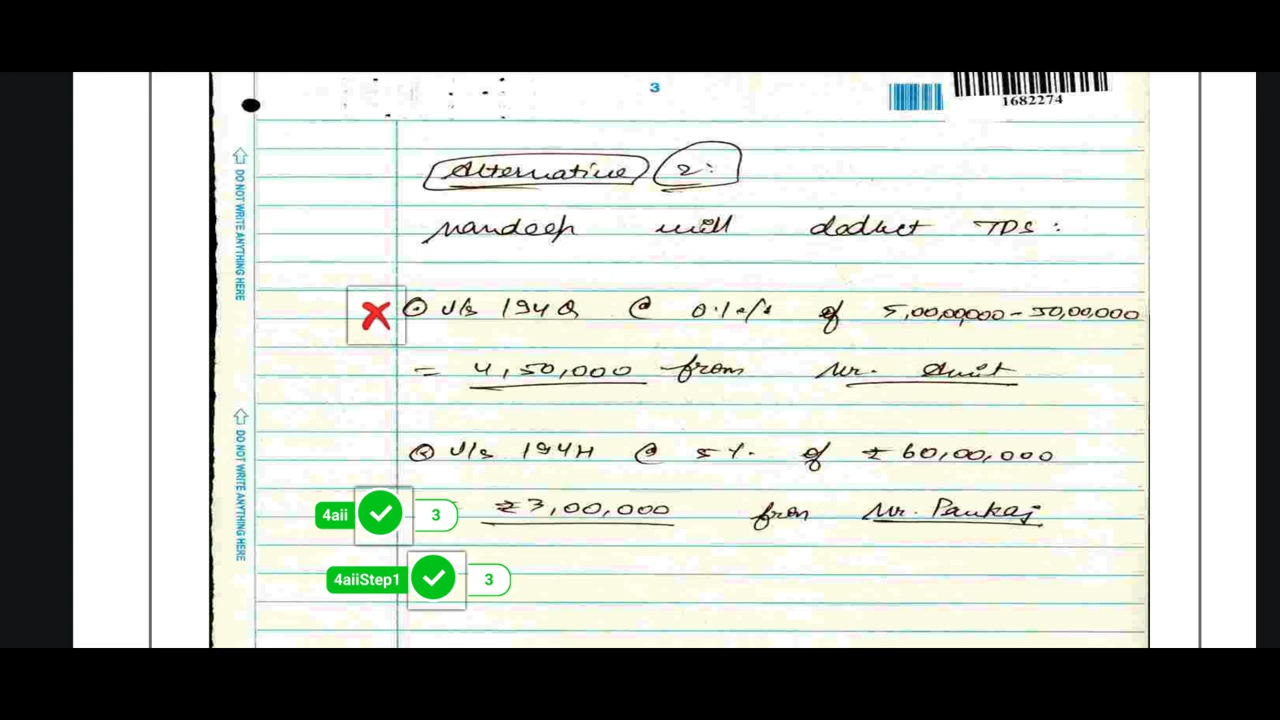 3
1682274
DO NOT WRITE ANYTHING HERE
Alternative 2:
Mandeep will deduct TDS :
① U/s 194Q @ 0.1% of 5,00,00,000 - 50,00,000
= 4,50,000 from Mr. Amit
② U/s 194H @ 5 %. of ₹ 60,00,000
4aii 3 ₹ 3,00,000 from Mr. Pankaj
4aiiStep1 3
DO NOT WRITE ANYTHING HERE